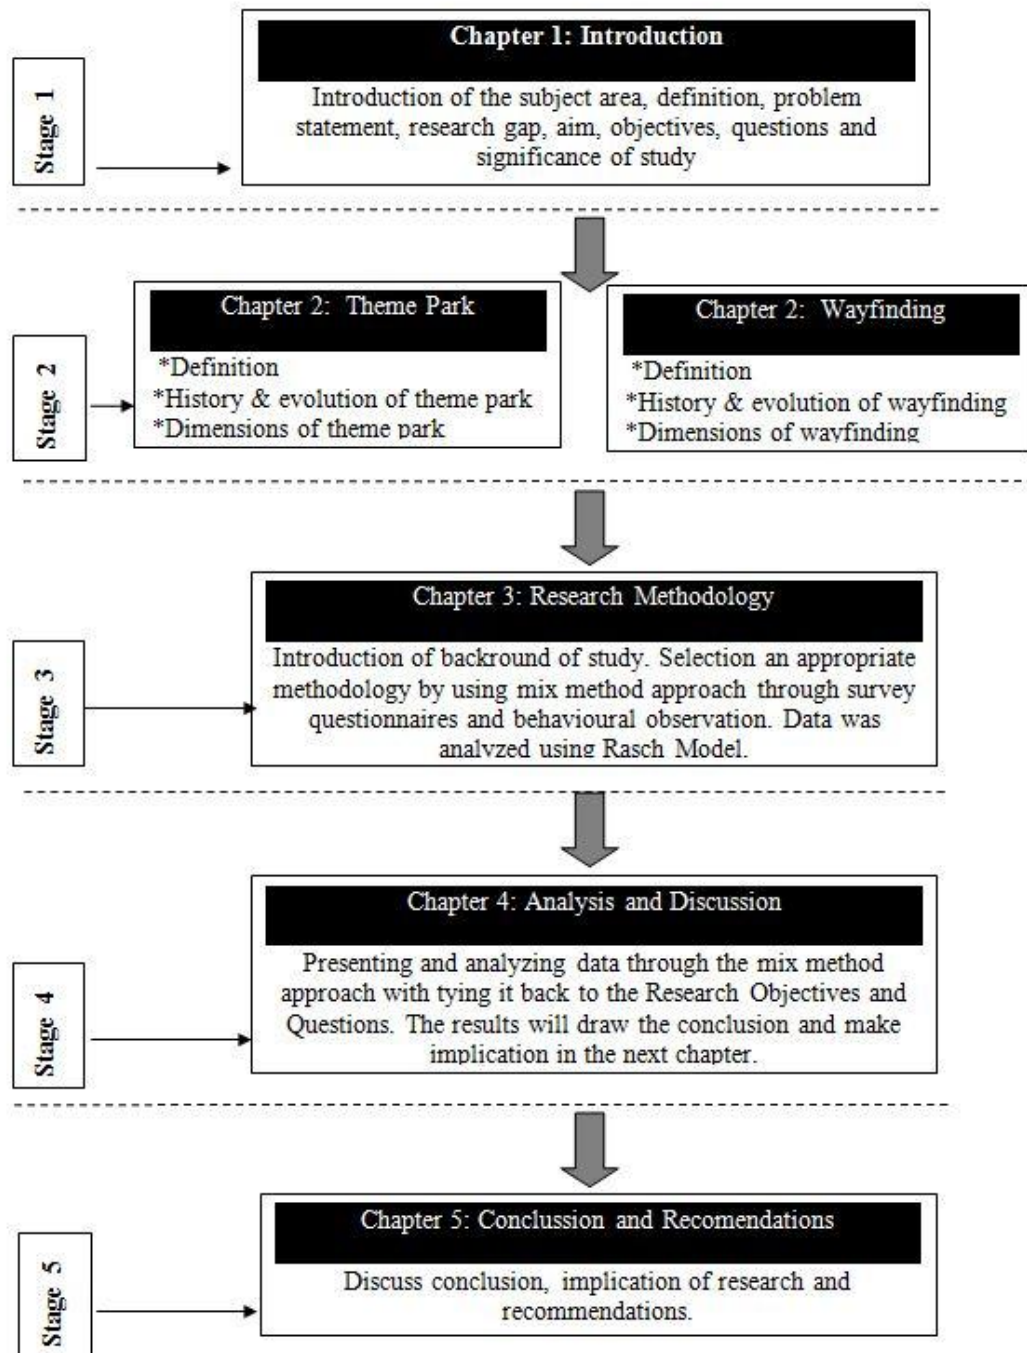 Stage 1
Chapter 1: Introduction
Introduction of the subject area, definition, problem
statement, research gap, aim, objectives, questions and
significance of study
Stage 2
Chapter 2: Theme Park
*Definition
*History & evolution of theme park
*Dimensions of theme park
Chapter 2: Wayfinding
*Definition
*History & evolution of wayfinding
*Dimensions of wayfinding
Stage 3
Chapter 3: Research Methodology
Introduction of backround of study. Selection an appropriate
methodology by using mix method approach through survey
questionnaires and behavioural observation. Data was
analyzed using Rasch Model.
Stage 4
Chapter 4: Analysis and Discussion
Presenting and analyzing data through the mix method
approach with tying it back to the Research Objectives and
Questions. The results will draw the conclusion and make
implication in the next chapter.
Stage 5
Chapter 5: Conclussion and Recomendations
Discuss conclusion, implication of research and
recommendations.